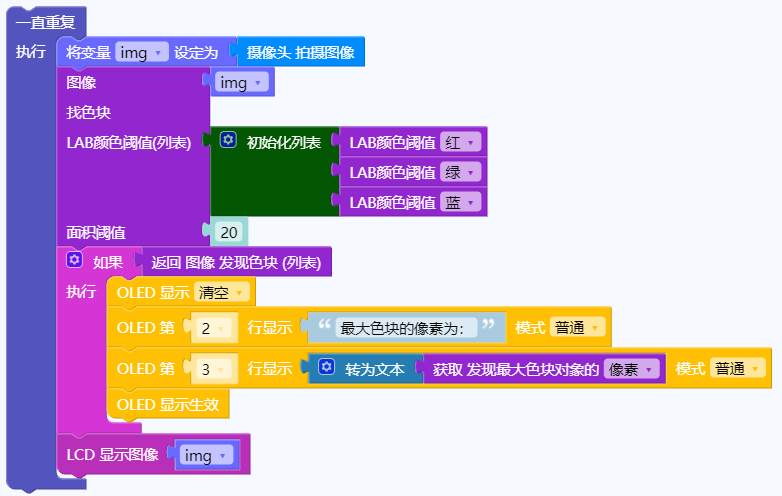 一直重复
执行 将变量 img 设定为 摄像头 拍摄图像
图像 img
找色块
LAB颜色阈值(列表) 初始化列表 LAB颜色阈值 红
LAB颜色阈值 绿
LAB颜色阈值 蓝
面积阈值 20
如果 返回 图像 发现色块 (列表)
执行 OLED 显示 清空
OLED 第 2 行显示 “ 最大色块的像素为： ” 模式 普通
OLED 第 3 行显示 转为文本 获取 发现最大色块对象的 像素 模式 普通
OLED 显示生效
LCD 显示图像 img